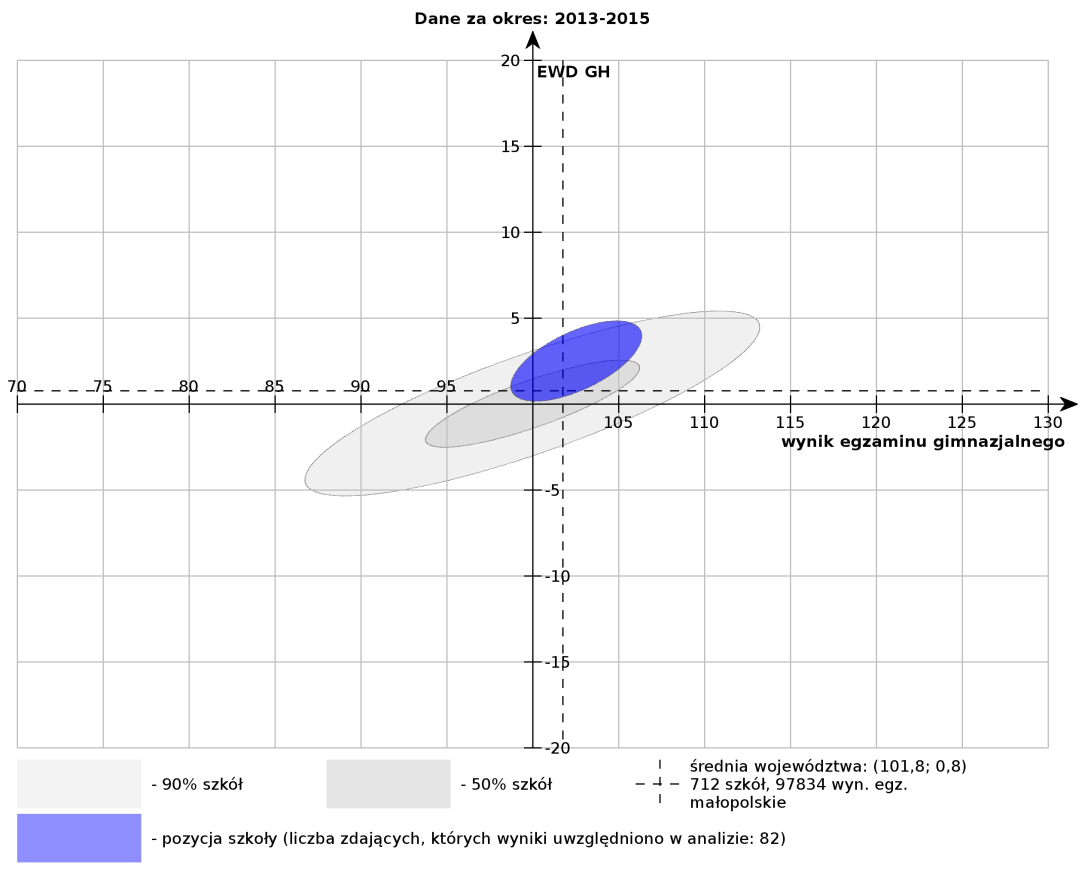 Dane za okres: 2013-2015
20
EWD GH
15
10
5
70 75 80 85 90 95
105 110 115 120 125 130
wynik egzaminu gimnazjalnego
-5
-10
-15
-20
- 90% szkół
- 50% szkół
średnia województwa: (101,8; 0,8)
712 szkół, 97834 wyn. egz.
małopolskie
- pozycja szkoły (liczba zdających, których wyniki uwzględniono w analizie: 82)